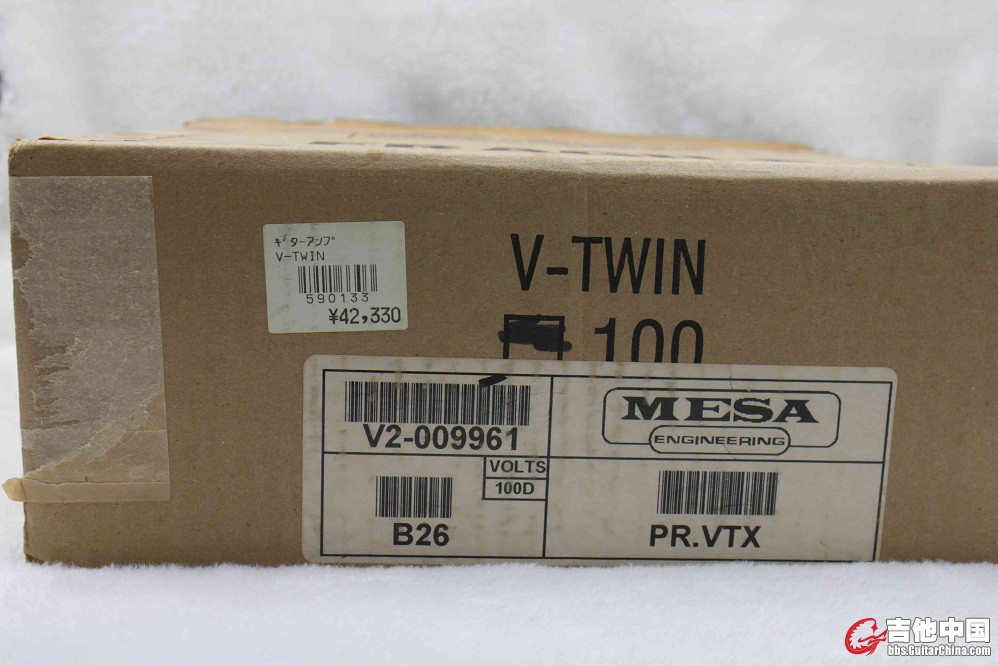 ｷﾞﾀｰｱﾝﾌﾟ
V-TWIN
590133
¥42,330
V-TWIN
100
V2-009961
VOLTS
100D
B26
MESA
ENGINEERING
PR.VTX
吉他中国
bbs.GuitarChina.com